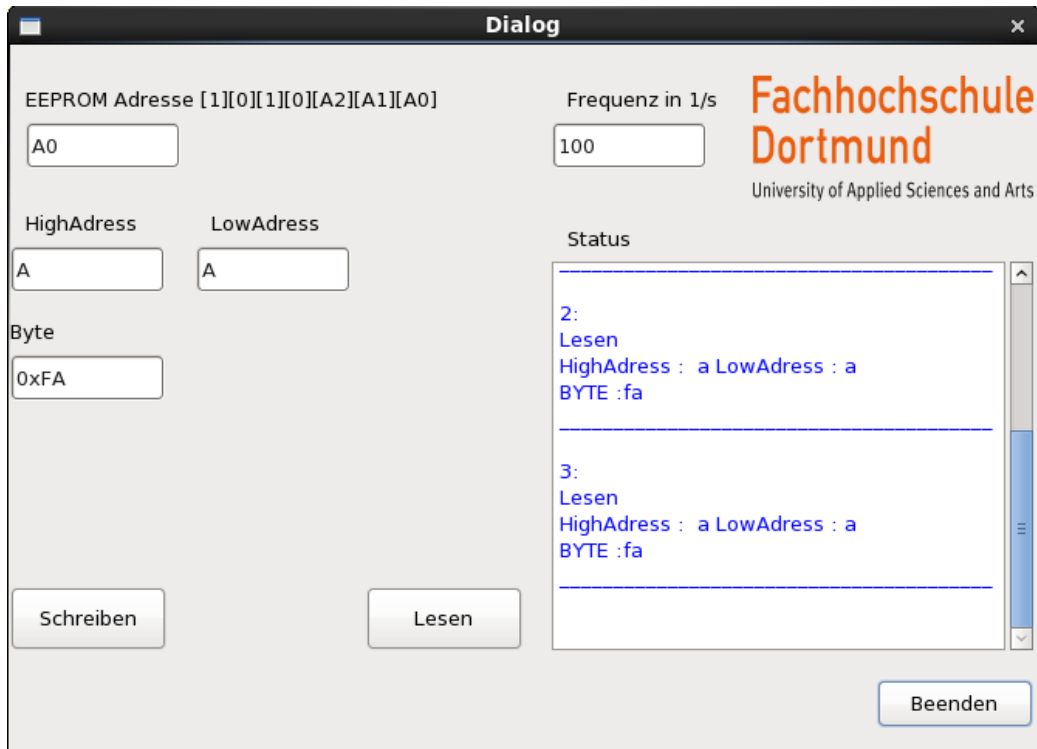 Dialog
EEPROM Adresse [1][0][1][0][A2][A1][A0]
A0
Frequenz in 1/s
100
Fachhochschule
Dortmund
University of Applied Sciences and Arts
HighAdress
LowAdress
A
A
Byte
0xFA
Status
2:
Lesen
HighAdress : a LowAdress : a
BYTE :fa
3:
Lesen
HighAdress : a LowAdress : a
BYTE :fa
Schreiben
Lesen
Beenden